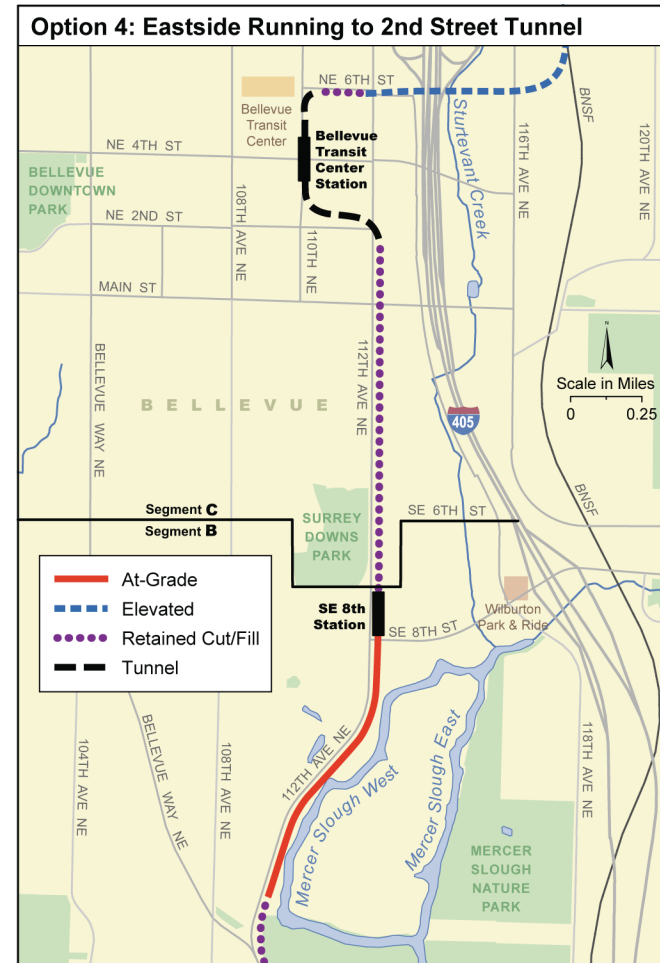 Option 4: Eastside Running to 2nd Street Tunnel
NE 6TH ST
BNSF
Bellevue
Transit
Center
Sturtevant Creek
116TH AVE NE
120TH AVE NE
Bellevue
Transit
Center
Station
NE 4TH ST
BELLEVUE
DOWNTOWN
PARK
108TH AVE NE
NE 2ND ST
110TH AVE NE
MAIN ST
N
BELLEVUE WAY NE
112TH AVE NE
Scale in Miles
0 0.25
BELLEVUE
405
BNSF
Segment C
Segment B
SURREY
DOWNS
PARK
SE 6TH ST
At-Grade
Elevated
Retained Cut/Fill
Tunnel
SE 8th
Station
SE 8TH ST
Wilburton
Park & Ride
104TH AVE NE
BELLEVUE WAY NE
108TH AVE NE
112TH AVE NE
Mercer Slough West
Mercer Slough East
118TH AVE NE
MERCER
SLOUGH
NATURE
PARK